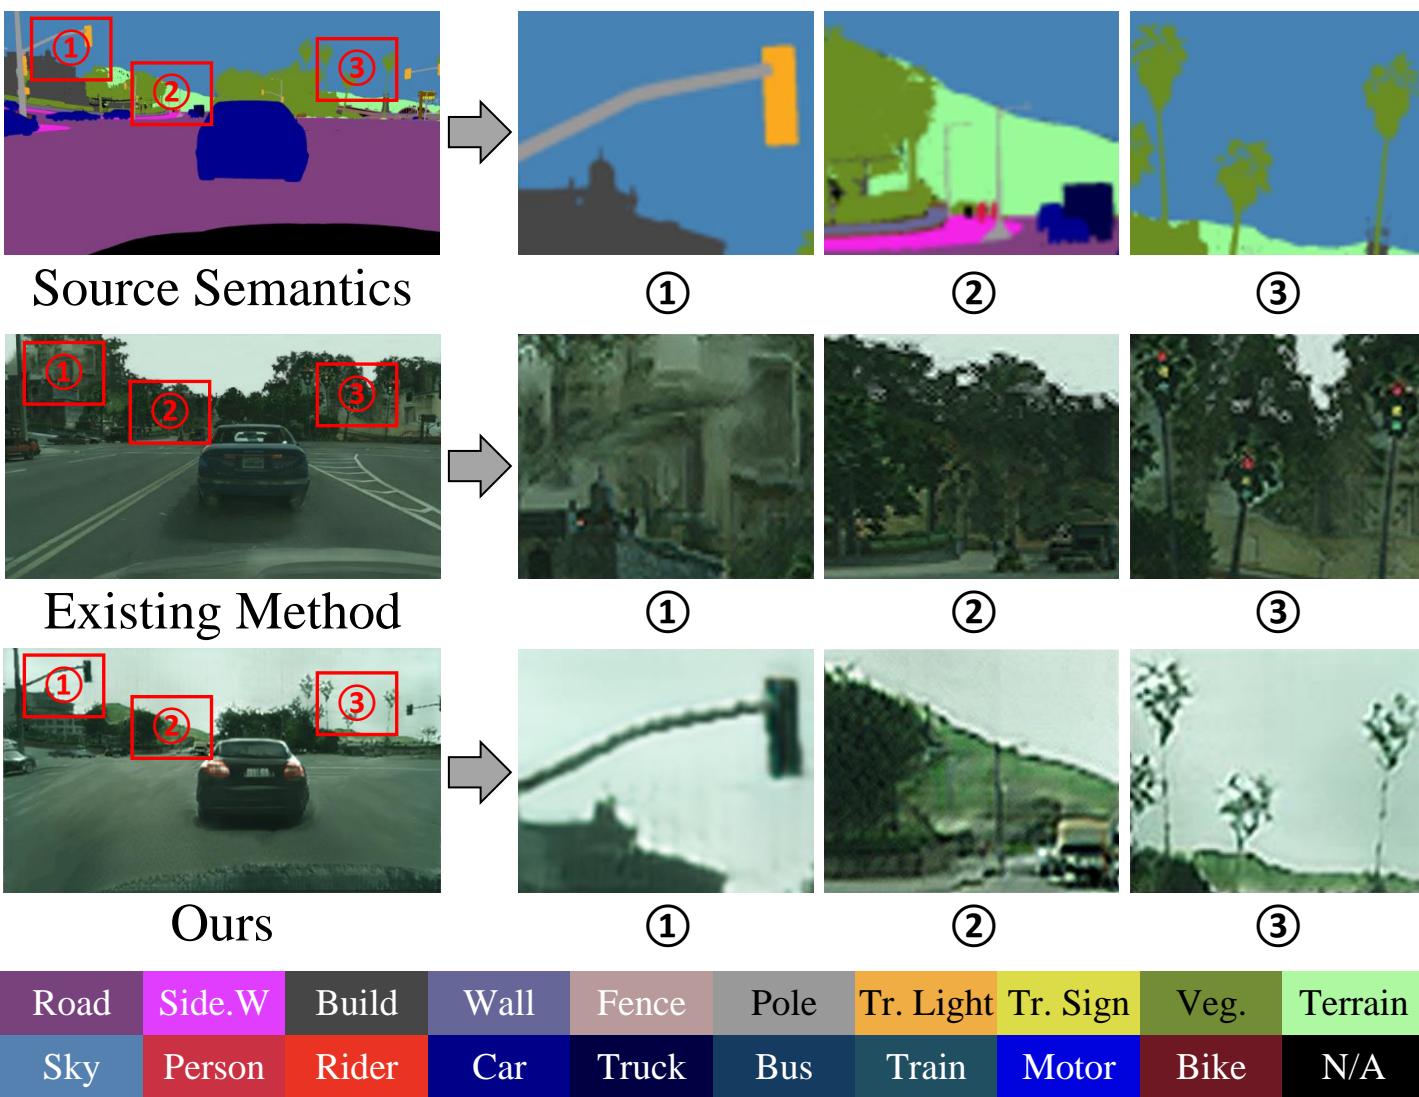 ① ② ③
Source Semantics
① ② ③
① ② ③
Existing Method
① ② ③
① ② ③
Ours
① ② ③
Road Side.W Build Wall Fence Pole Tr. Light Tr. Sign Veg. Terrain
Sky Person Rider Car Truck Bus Train Motor Bike N/A